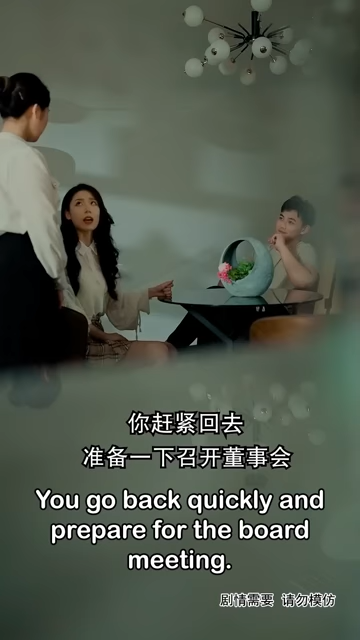 你赶紧回去
准备一下召开董事会
You go back quickly and
prepare for the board
meeting.
剧情需要 请勿模仿